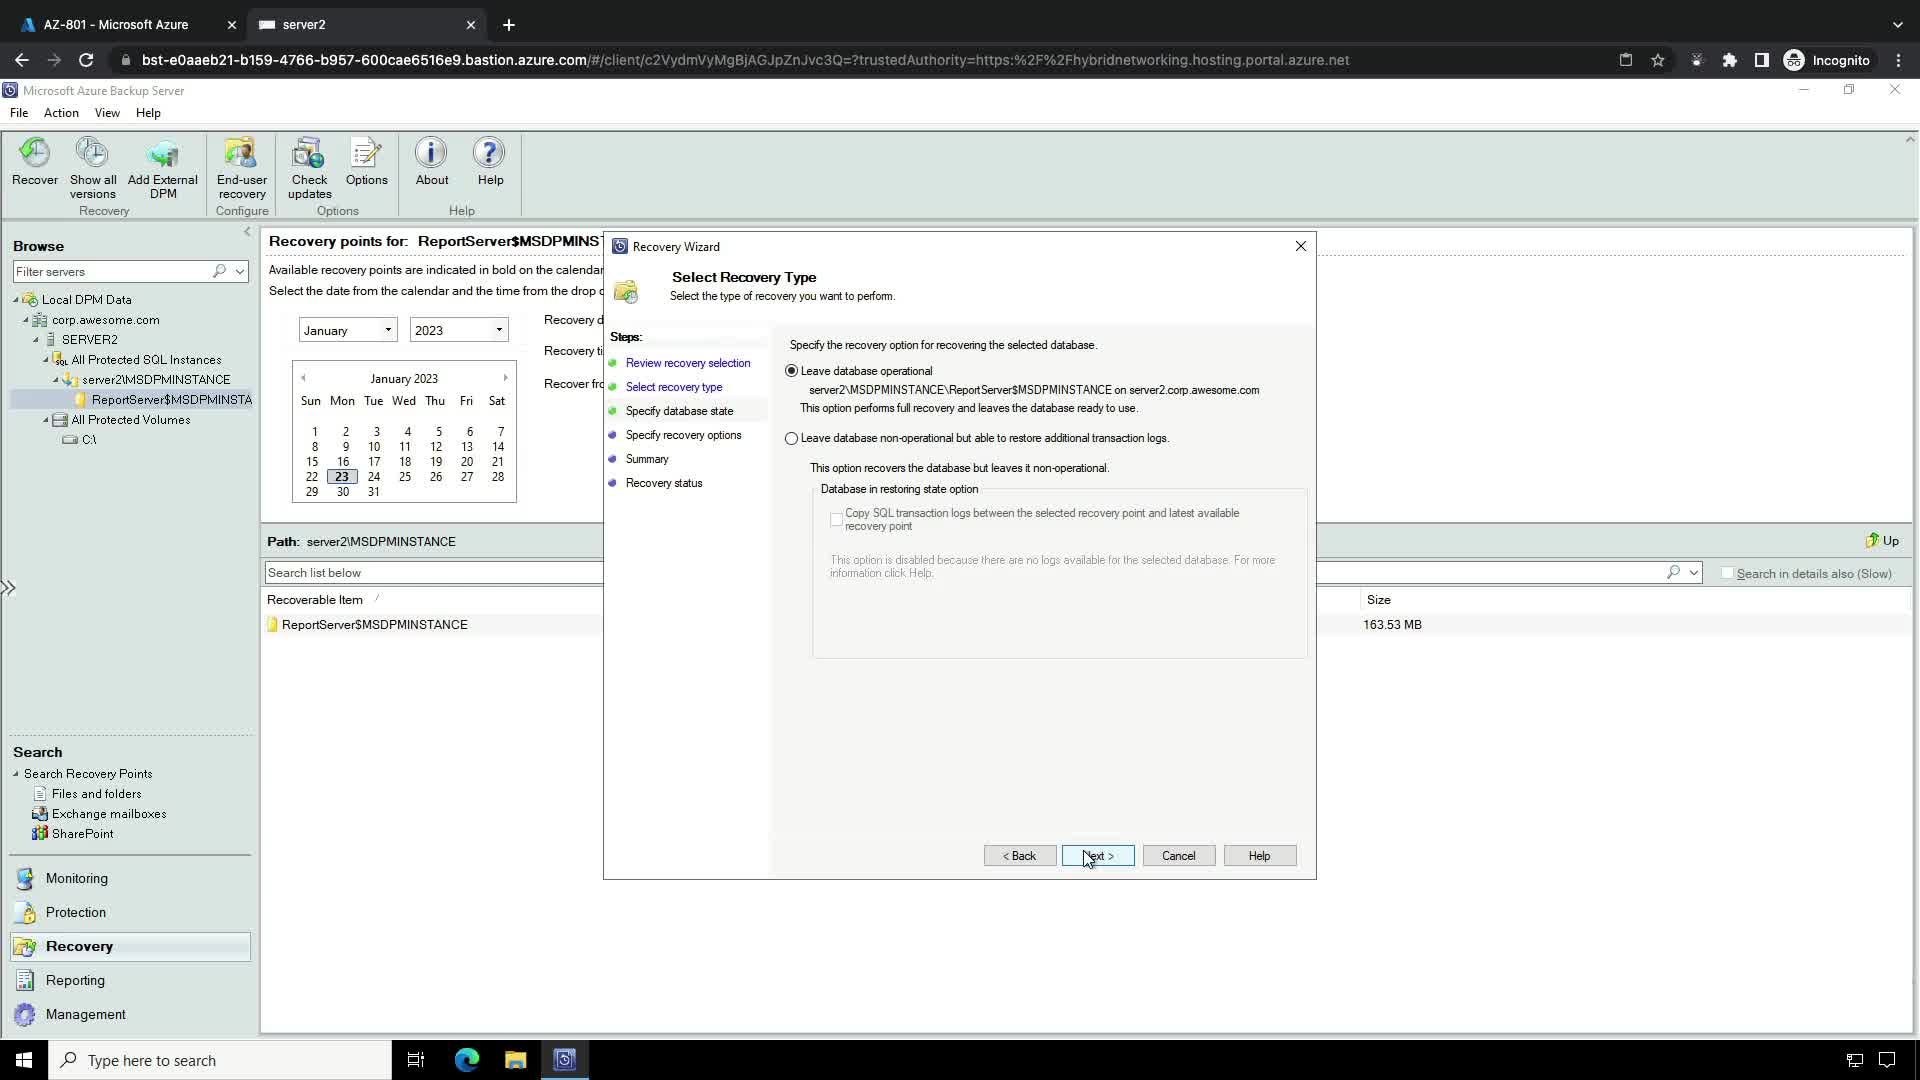 AZ-801 - Microsoft Azure
server2
bst-e0aaeb21-b159-4766-b957-600cae6516e9.bastion.azure.com/#/client/c2VydmVyMgBjAGJpZnJvc3Q=?trustedAuthority=https:%2F%2Fhybridnetworking.hosting.portal.azure.net
Incognito
Microsoft Azure Backup Server
File Action View Help
Recover
Show all versions
Add External DPM
End-user recovery
Check updates
Options
About
Help
Recovery
Configure
Options
Help
Browse
Filter servers
Local DPM Data
corp.awesome.com
SERVER2
All Protected SQL Instances
server2\MSDPMINSTANCE
ReportServer$MSDPMINSTA
All Protected Volumes
C:\
Recovery points for: ReportServer$MSDPMINS
Available recovery points are indicated in bold on the calendar
Select the date from the calendar and the time from the drop
January
2023
Recovery d
Recovery ti
Recover fro
January 2023
Sun Mon Tue Wed Thu Fri Sat
1 2 3 4 5 6 7
8 9 10 11 12 13 14
15 16 17 18 19 20 21
22 23 24 25 26 27 28
29 30 31
Path: server2\MSDPMINSTANCE
Up
Search list below
Search in details also (Slow)
Recoverable Item
Size
ReportServer$MSDPMINSTANCE
163.53 MB
Recovery Wizard
Select Recovery Type
Select the type of recovery you want to perform.
Steps:
Review recovery selection
Select recovery type
Specify database state
Specify recovery options
Summary
Recovery status
Specify the recovery option for recovering the selected database.
Leave database operational
server2\MSDPMINSTANCE\ReportServer$MSDPMINSTANCE on server2.corp.awesome.com
This option performs full recovery and leaves the database ready to use.
Leave database non-operational but able to restore additional transaction logs.
This option recovers the database but leaves it non-operational.
Database in restoring state option
Copy SQL transaction logs between the selected recovery point and latest available
recovery point
This option is disabled because there are no logs available for the selected database. For more
information click Help.
< Back
>
Cancel
Help
Search
Search Recovery Points
Files and folders
Exchange mailboxes
SharePoint
Monitoring
Protection
Recovery
Reporting
Management
Type here to search